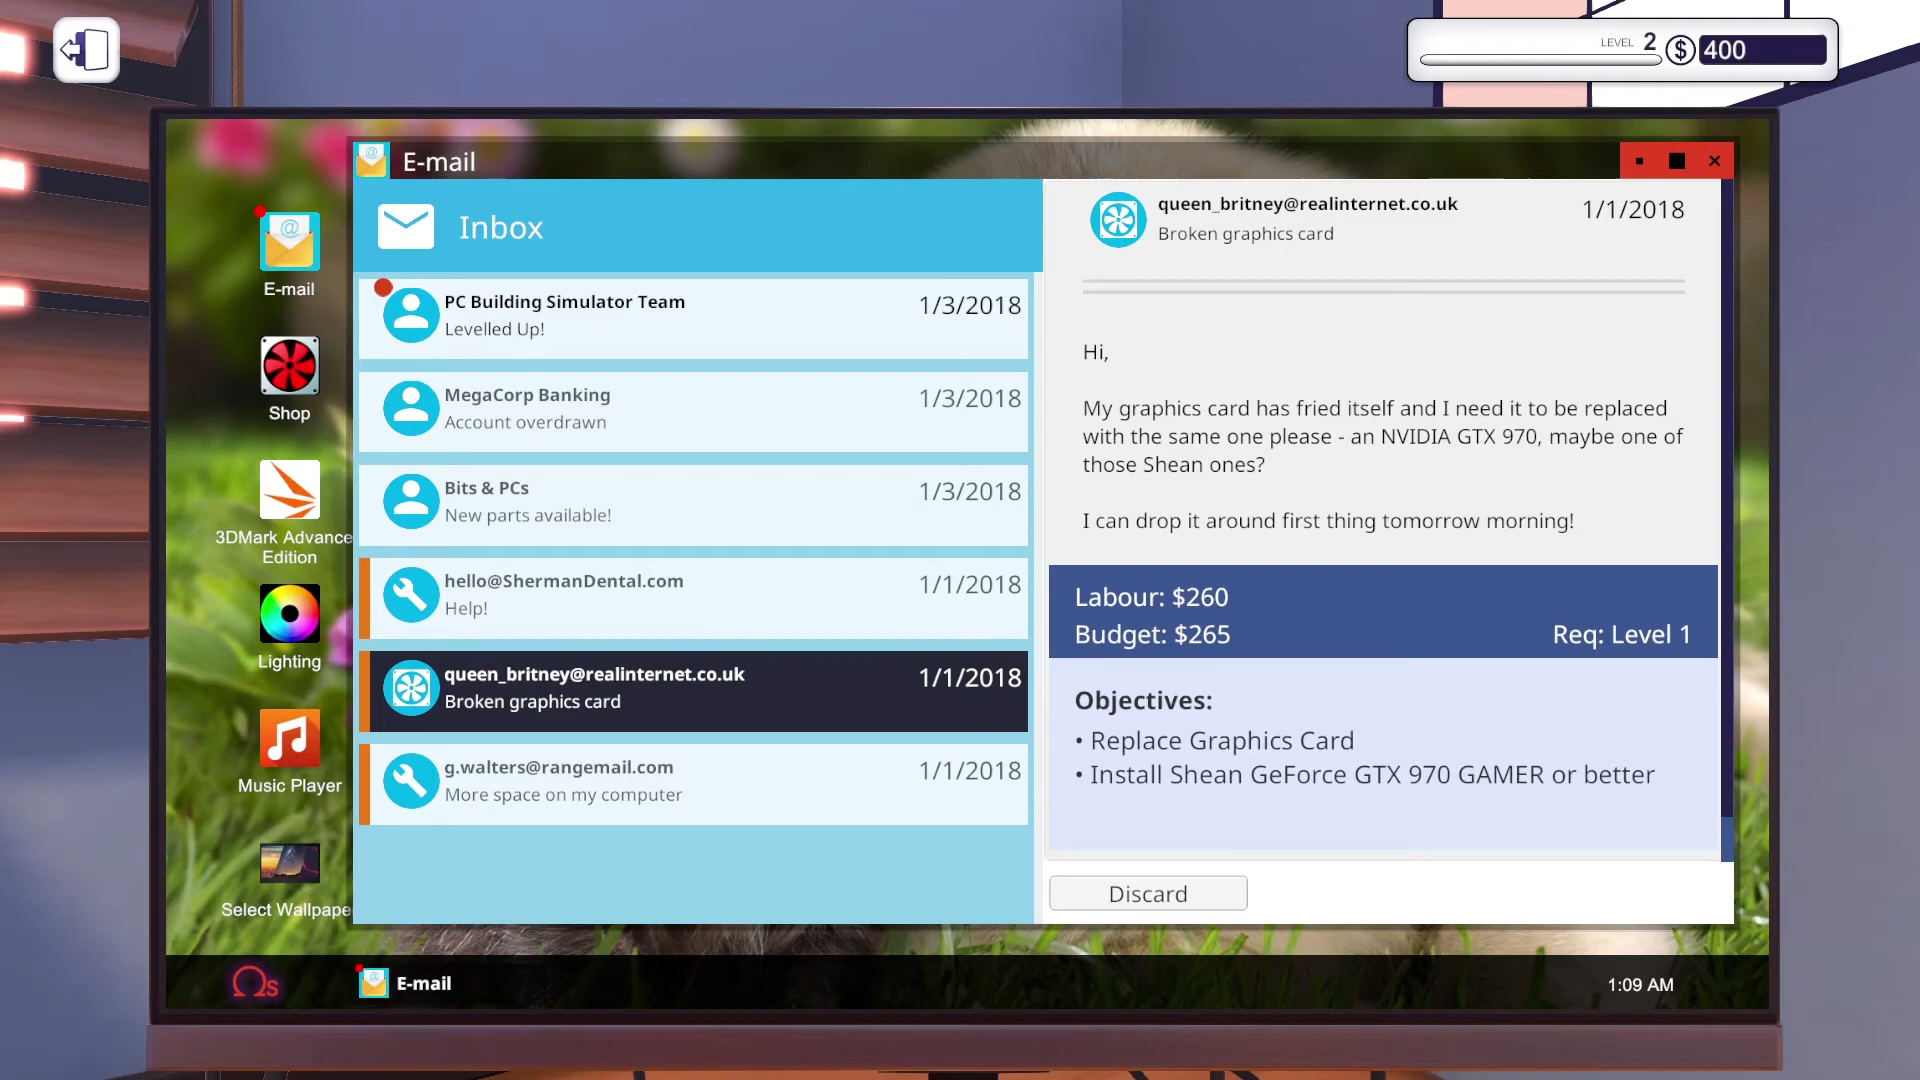 LEVEL 2 $ 400
E-mail
E-mail
Shop
3DMark Advance
Edition
Lighting
Music Player
Select Wallpape
Inbox
PC Building Simulator Team 1/3/2018
Levelled Up!
MegaCorp Banking 1/3/2018
Account overdrawn
Bits & PCs 1/3/2018
New parts available!
hello@ShermanDental.com 1/1/2018
Help!
queen_britney@realinternet.co.uk 1/1/2018
Broken graphics card
g.walters@rangemail.com 1/1/2018
More space on my computer
queen_britney@realinternet.co.uk 1/1/2018
Broken graphics card
Hi,
My graphics card has fried itself and I need it to be replaced
with the same one please - an NVIDIA GTX 970, maybe one of
those Shean ones?
I can drop it around first thing tomorrow morning!
Labour: $260
Budget: $265 Req: Level 1
Objectives:
• Replace Graphics Card
• Install Shean GeForce GTX 970 GAMER or better
Discard
Ωs E-mail 1:09 AM